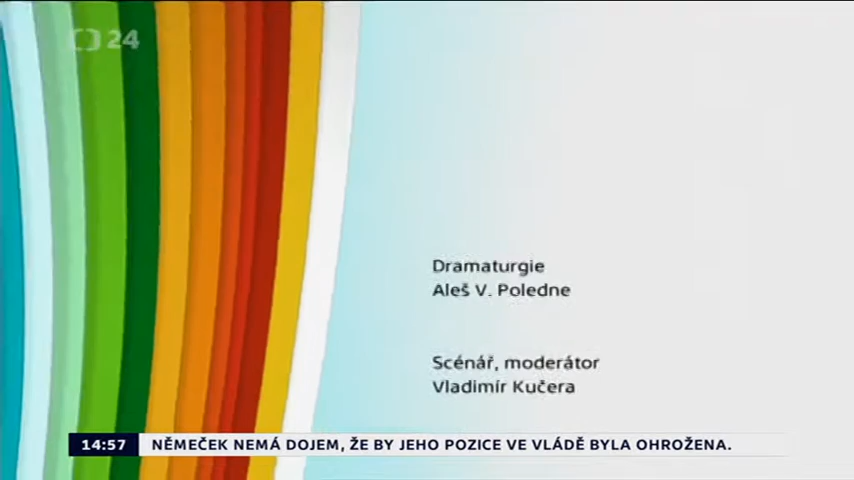 24
Dramaturgie
Aleš V. Poledne
Scénář, moderátor
Vladimír Kučera
14:57 NĚMEČEK NEMÁ DOJEM, ŽE BY JEHO POZICE VE VLÁDĚ BYLA OHROŽENA.